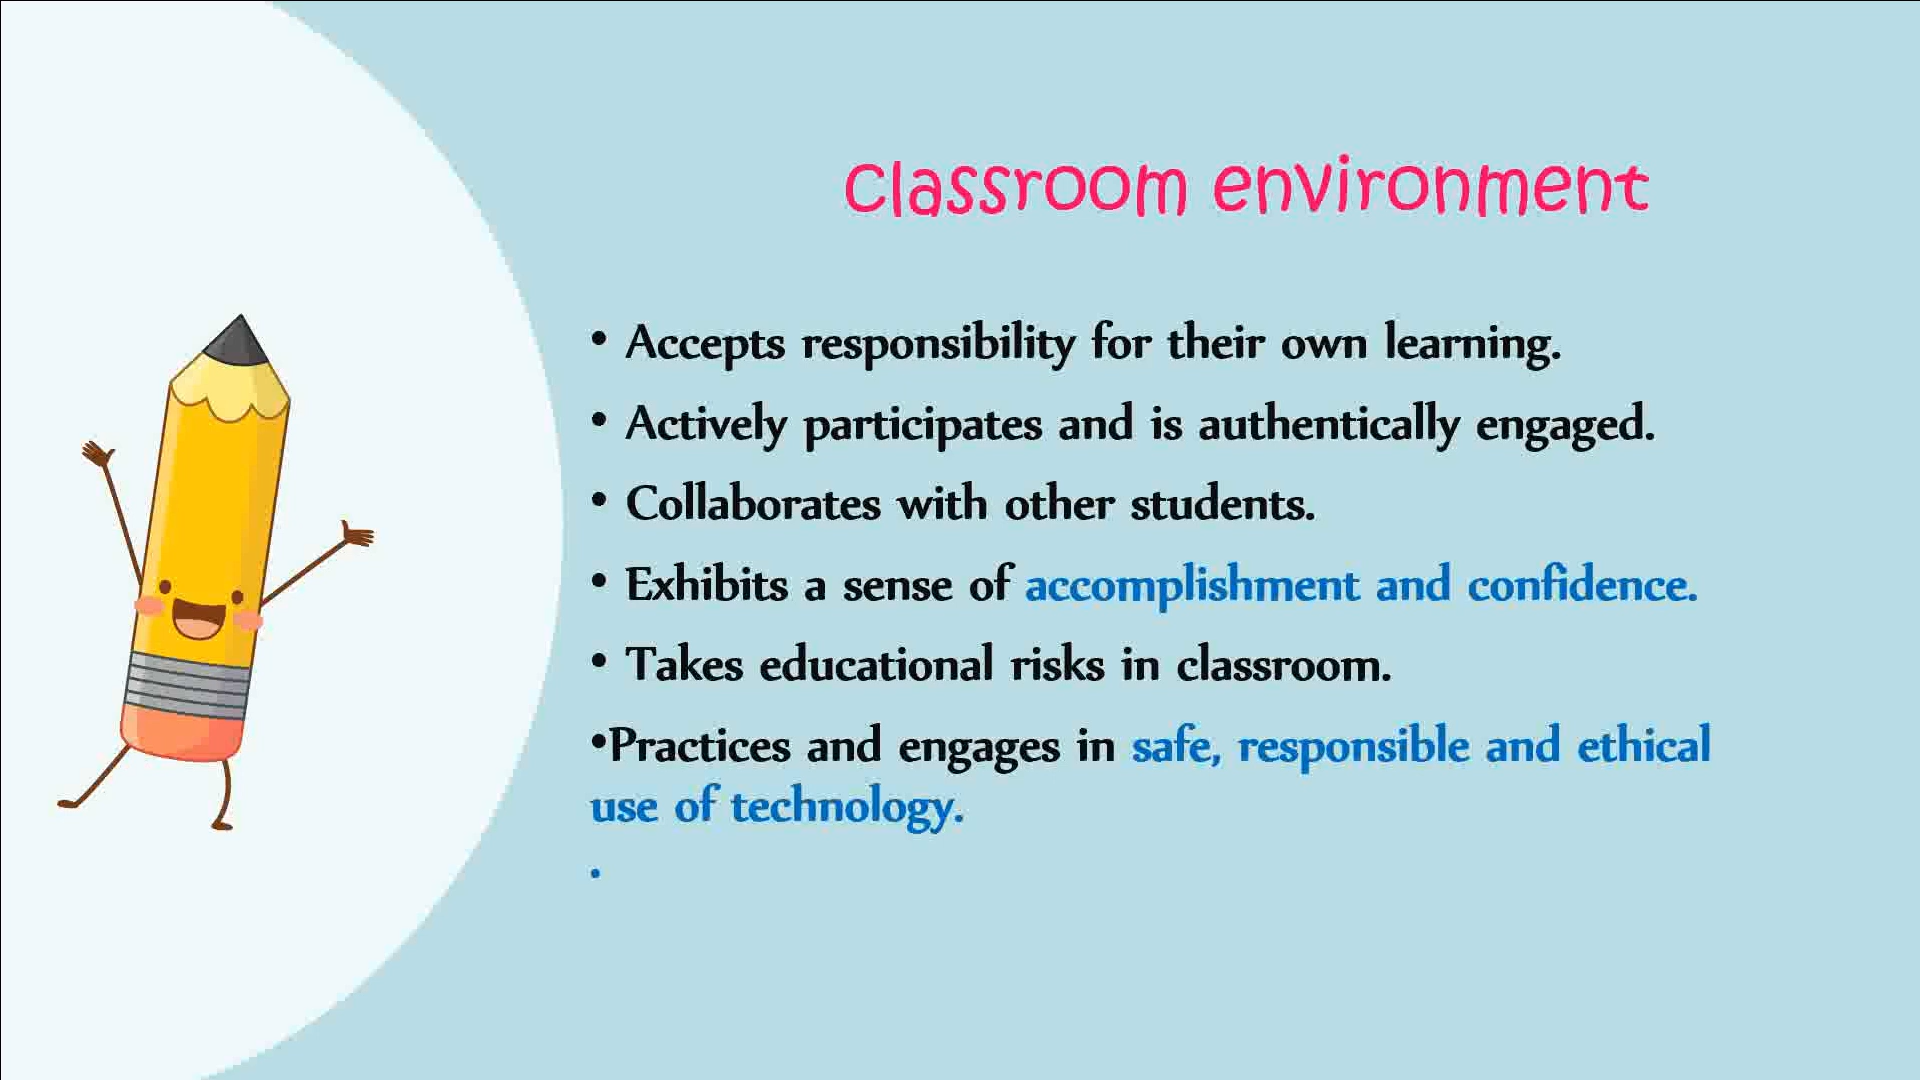 Classroom environment
• Accepts responsibility for their own learning.
• Actively participates and is authentically engaged.
• Collaborates with other students.
• Exhibits a sense of accomplishment and confidence.
• Takes educational risks in classroom.
•Practices and engages in safe, responsible and ethical
use of technology.
•